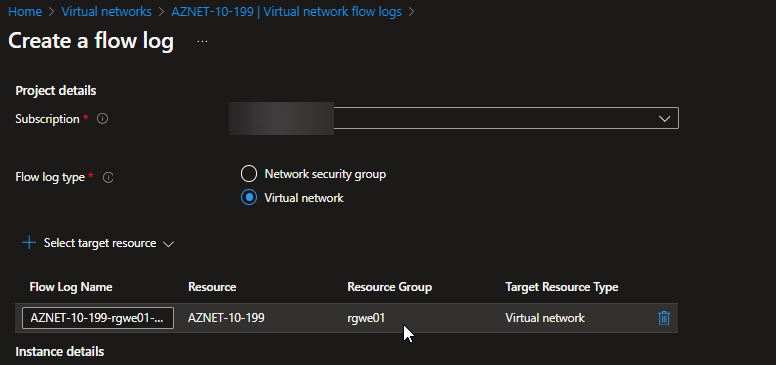 Home > Virtual networks > AZNET-10-199 | Virtual network flow logs >
Create a flow log ...
Project details
Subscription *
Flow log type *
Network security group
Virtual network
+ Select target resource
Flow Log Name Resource Resource Group Target Resource Type
AZNET-10-199-rgwe01-... AZNET-10-199 rgwe01 Virtual network
Instance details